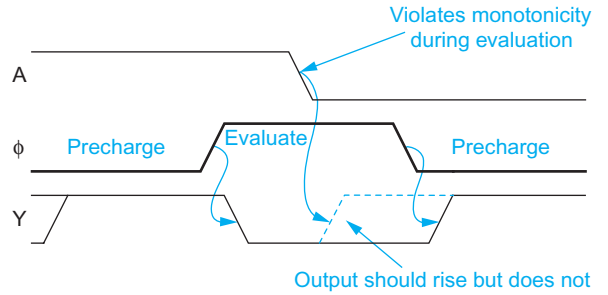 Violates monotonicity
during evaluation
A
ϕ
Precharge
Evaluate
Precharge
Y
Output should rise but does not